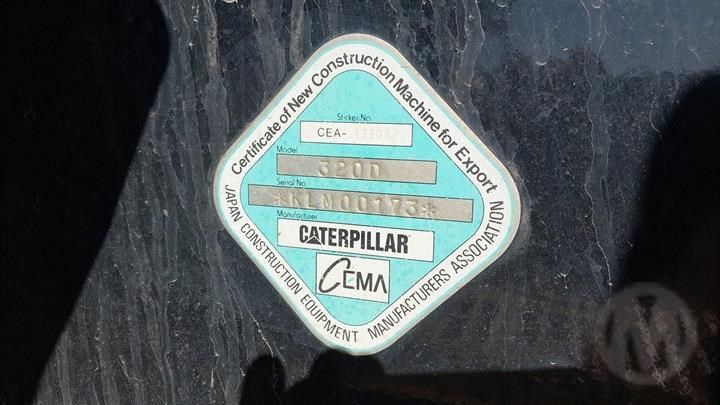 Certificate of New Construction Machine for Export
Sticker No.
CEA-
Model
320D
Serial No.
*KLM00173*
Manufacturer
CATERPILLAR
CEMA
JAPAN CONSTRUCTION EQUIPMENT MANUFACTURERS ASSOCIATION
M